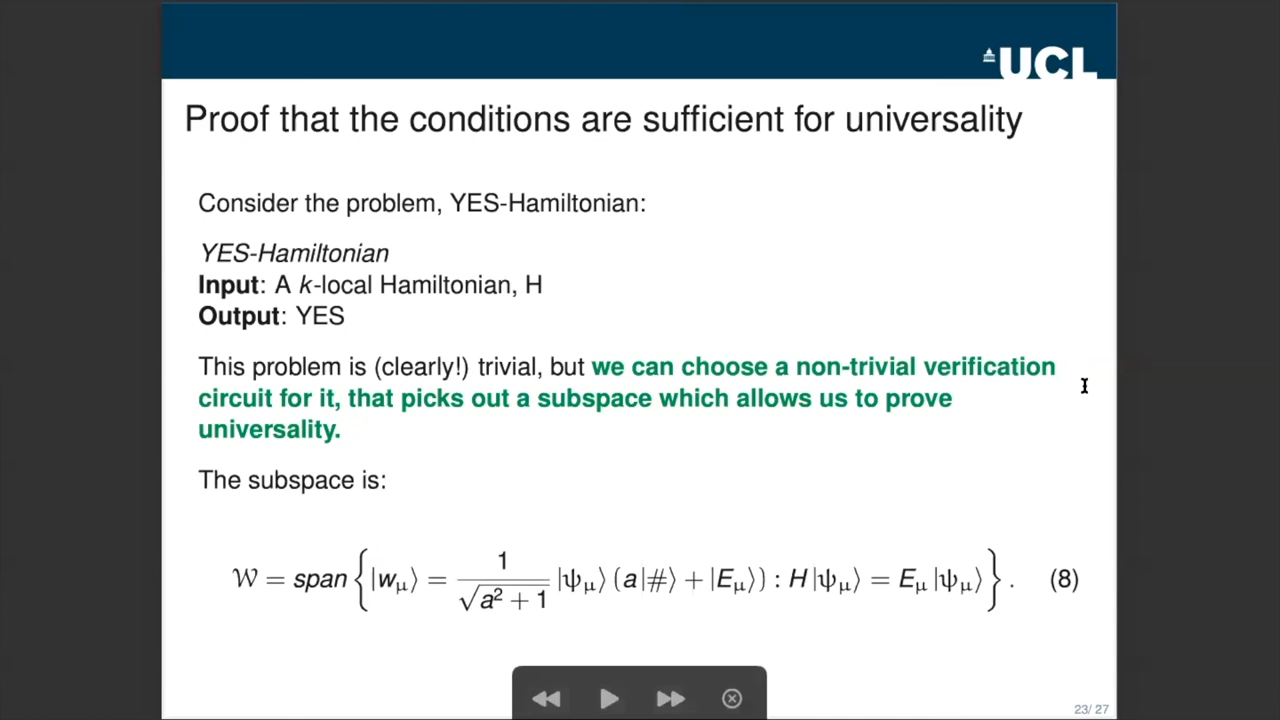 UCL
Proof that the conditions are sufficient for universality
Consider the problem, YES-Hamiltonian:
YES-Hamiltonian
Input: A k-local Hamiltonian, H
Output: YES
This problem is (clearly!) trivial, but we can choose a non-trivial verification
circuit for it, that picks out a subspace which allows us to prove
universality.
The subspace is:
𝒲 = span { |w_μ⟩ = 1/√(a² + 1) |ψ_μ⟩ (a|#⟩ + |E_μ⟩) : H|ψ_μ⟩ = E_μ |ψ_μ⟩ } . (8)
23/ 27